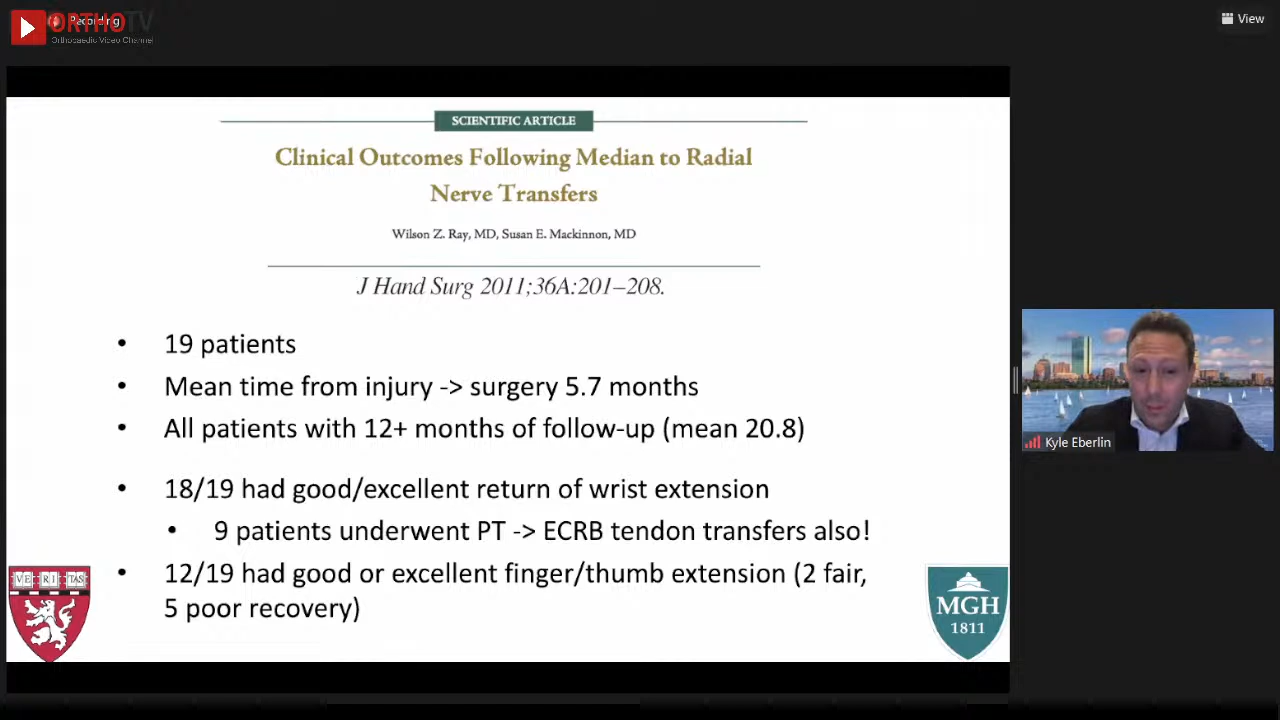 Recording
ORTHOTV
Orthopaedic Video Channel
View
SCIENTIFIC ARTICLE
Clinical Outcomes Following Median to Radial
Nerve Transfers
Wilson Z. Ray, MD, Susan E. Mackinnon, MD
J Hand Surg 2011;36A:201–208.
• 19 patients
• Mean time from injury -> surgery 5.7 months
• All patients with 12+ months of follow-up (mean 20.8)
• 18/19 had good/excellent return of wrist extension
• 9 patients underwent PT -> ECRB tendon transfers also!
• 12/19 had good or excellent finger/thumb extension (2 fair,
5 poor recovery)
VE RI TAS
MGH
1811
Kyle Eberlin